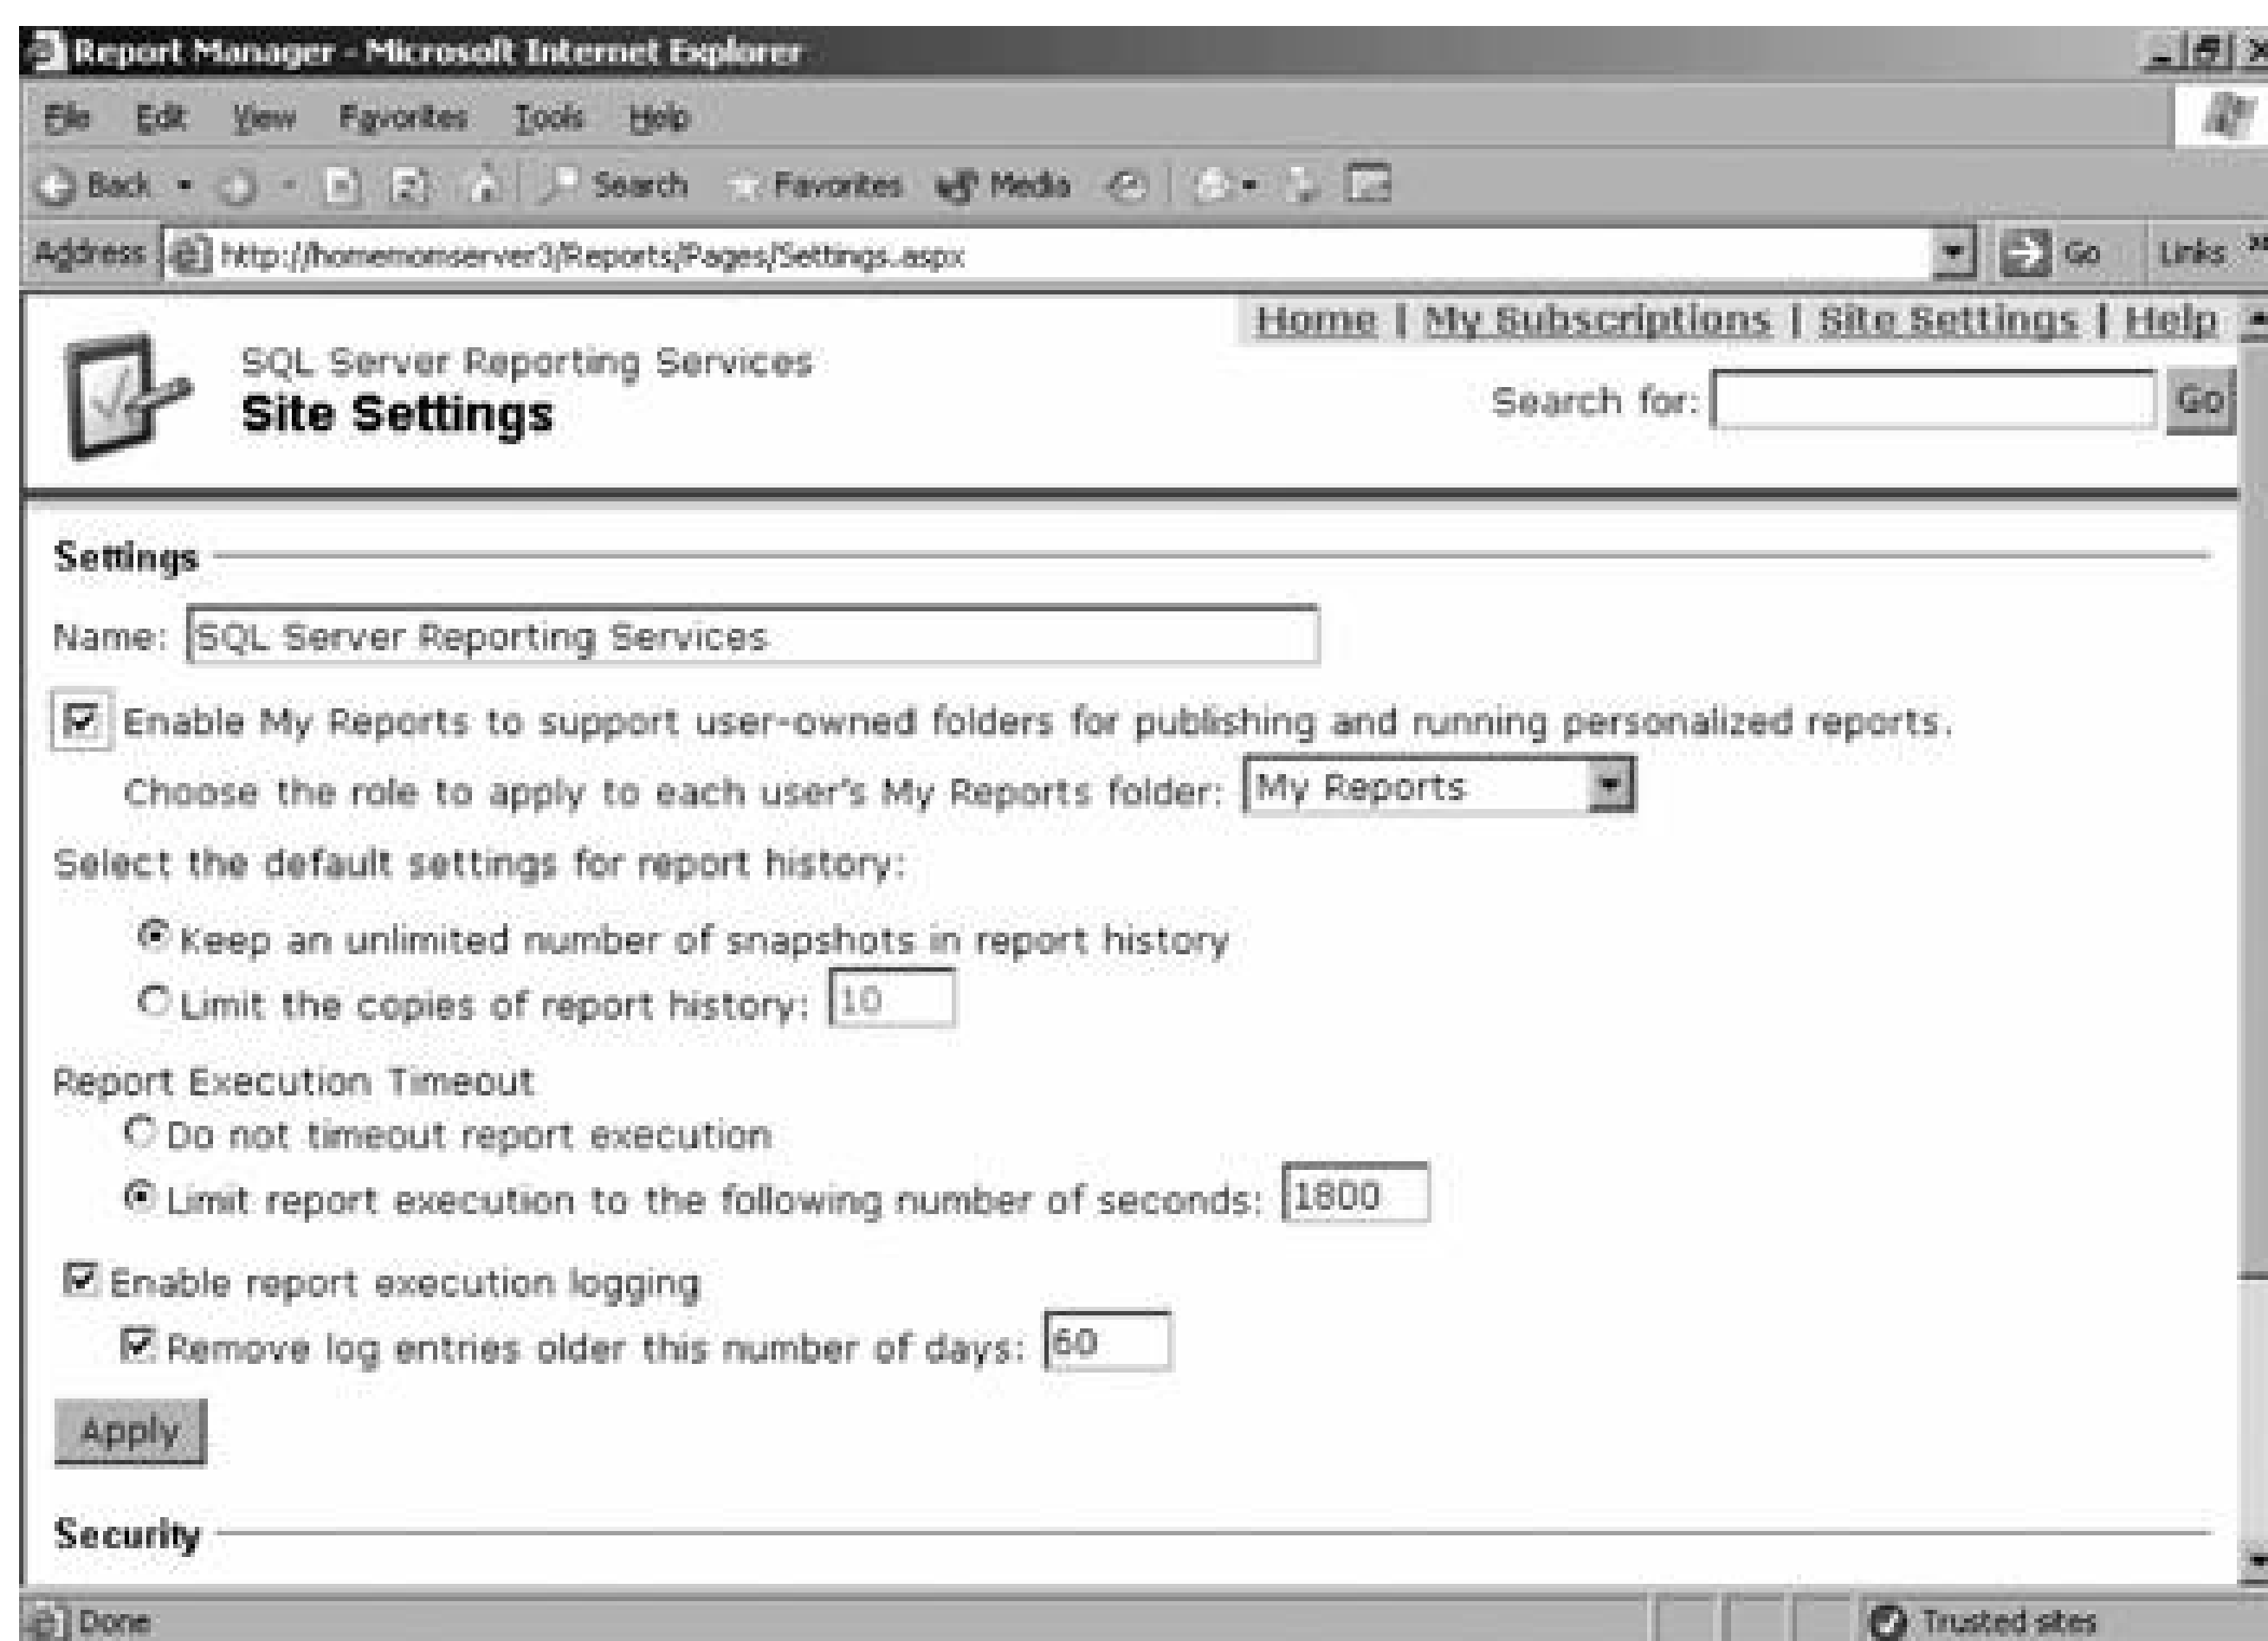 Report Manager - Microsoft Internet Explorer
File Edit View Favorites Tools Help
Back Search Favorites Media
Address http://homemomserver3/Reports/Pages/Settings.aspx Go Links »
Home | My Subscriptions | Site Settings | Help
SQL Server Reporting Services
Site Settings
Search for: Go
Settings
Name: SQL Server Reporting Services
Enable My Reports to support user-owned folders for publishing and running personalized reports.
Choose the role to apply to each user's My Reports folder: My Reports
Select the default settings for report history:
Keep an unlimited number of snapshots in report history
Limit the copies of report history: 10
Report Execution Timeout
Do not timeout report execution
Limit report execution to the following number of seconds: 1800
Enable report execution logging
Remove log entries older this number of days: 60
Apply
Security
Done Trusted sites